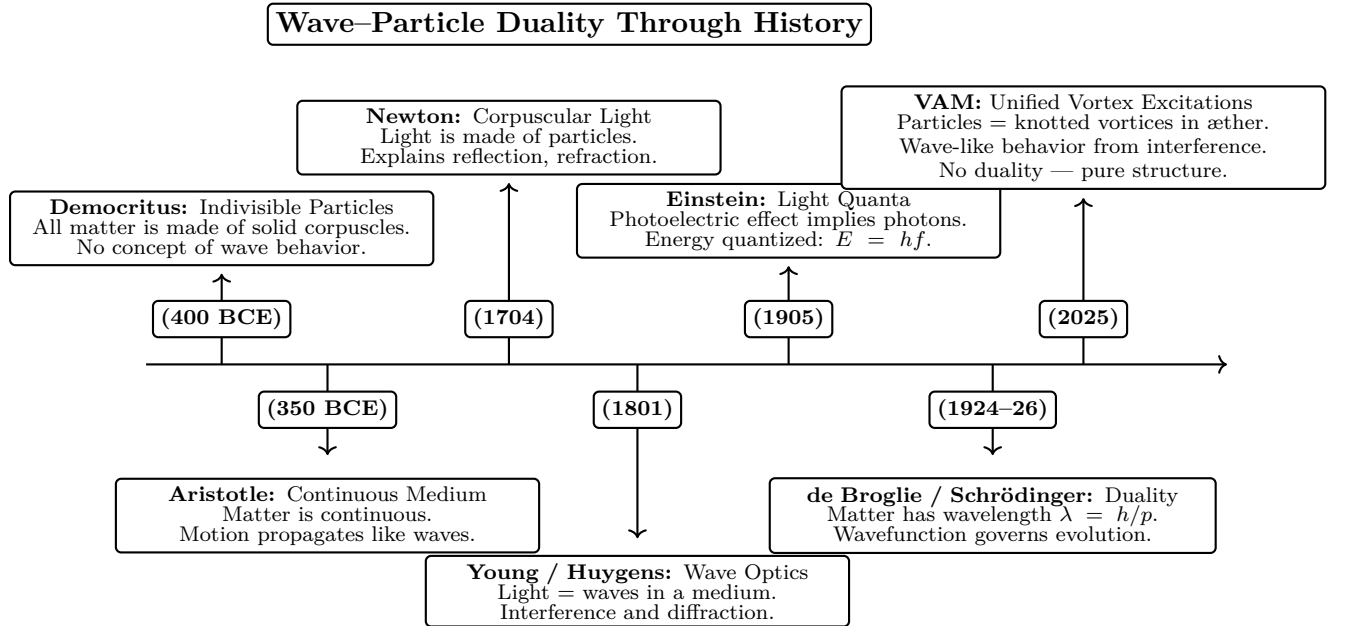 Wave–Particle Duality Through History
Newton: Corpuscular Light
Light is made of particles.
Explains reflection, refraction.
VAM: Unified Vortex Excitations
Particles = knotted vortices in æther.
Wave-like behavior from interference.
No duality — pure structure.
Democritus: Indivisible Particles
All matter is made of solid corpuscles.
No concept of wave behavior.
Einstein: Light Quanta
Photoelectric effect implies photons.
Energy quantized: E = hf.
(400 BCE)
(1704)
(1905)
(2025)
(350 BCE)
(1801)
(1924–26)
Aristotle: Continuous Medium
Matter is continuous.
Motion propagates like waves.
de Broglie / Schrödinger: Duality
Matter has wavelength λ = h/p.
Wavefunction governs evolution.
Young / Huygens: Wave Optics
Light = waves in a medium.
Interference and diffraction.